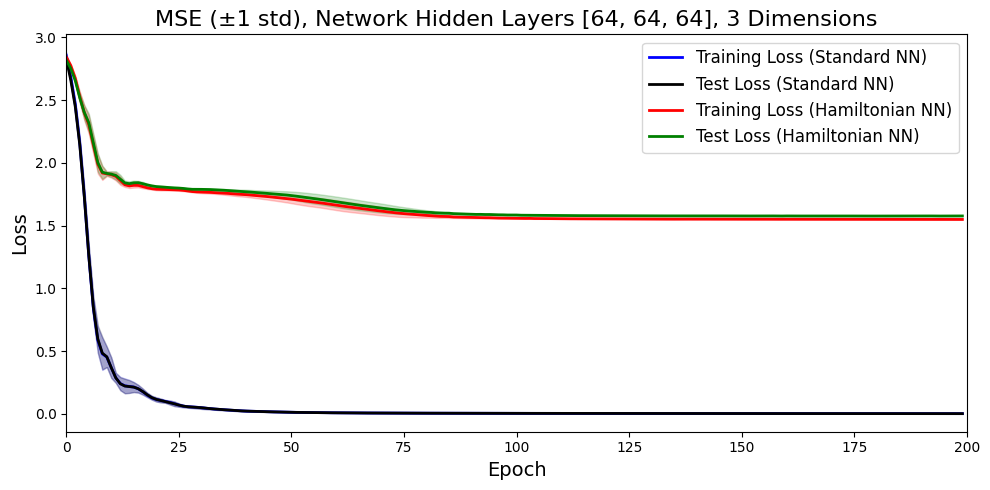 MSE (±1 std), Network Hidden Layers [64, 64, 64], 3 Dimensions
Training Loss (Standard NN)
Test Loss (Standard NN)
Training Loss (Hamiltonian NN)
Test Loss (Hamiltonian NN)
Loss
3.0
2.5
2.0
1.5
1.0
0.5
0.0
0 25 50 75 100 125 150 175 200
Epoch